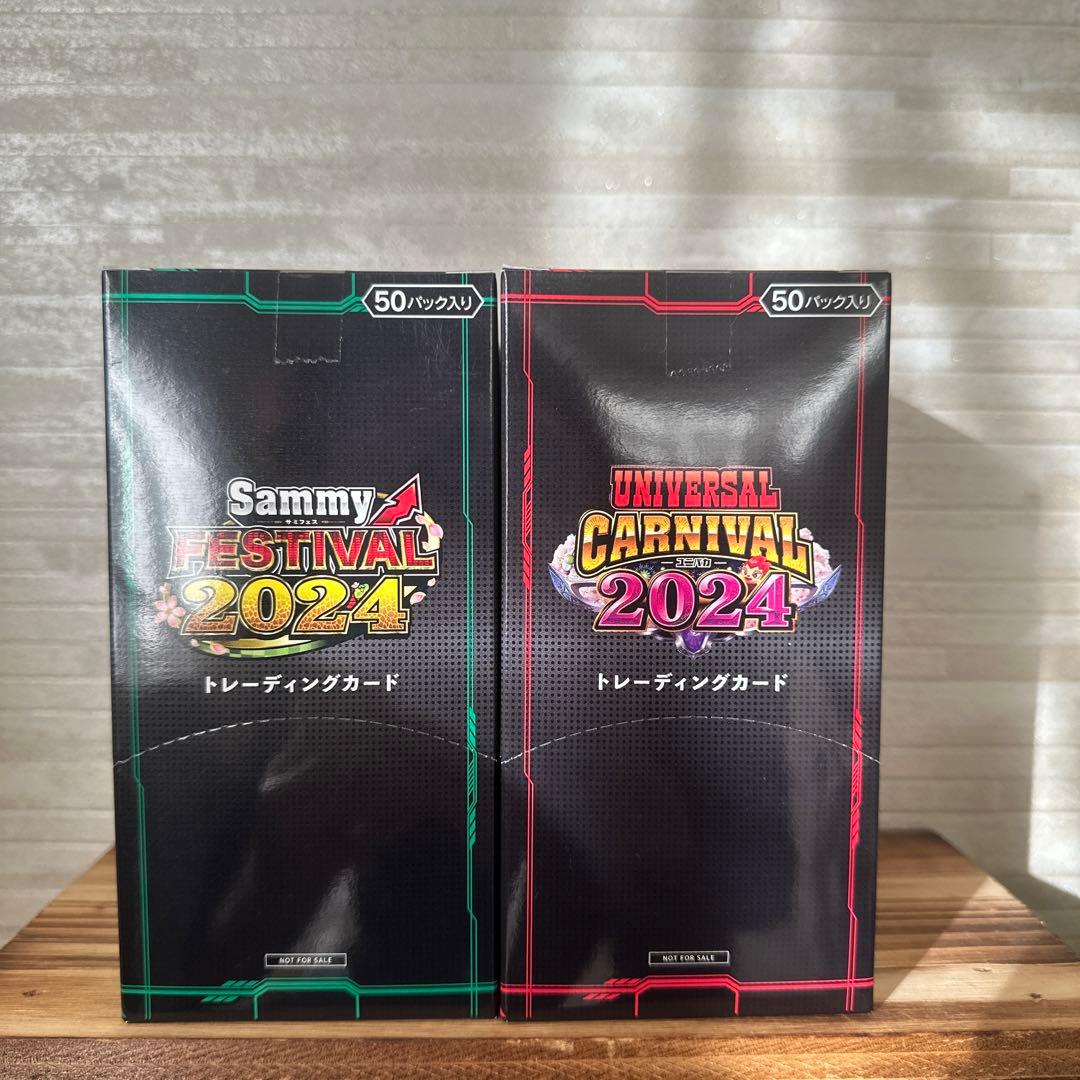 50パック入り
Sammy
サミフェス
FESTIVAL
2024
トレーディングカード
NOT FOR SALE
50パック入り
UNIVERSAL
CARNIVAL
ユニバカ
2024
トレーディングカード
NOT FOR SALE